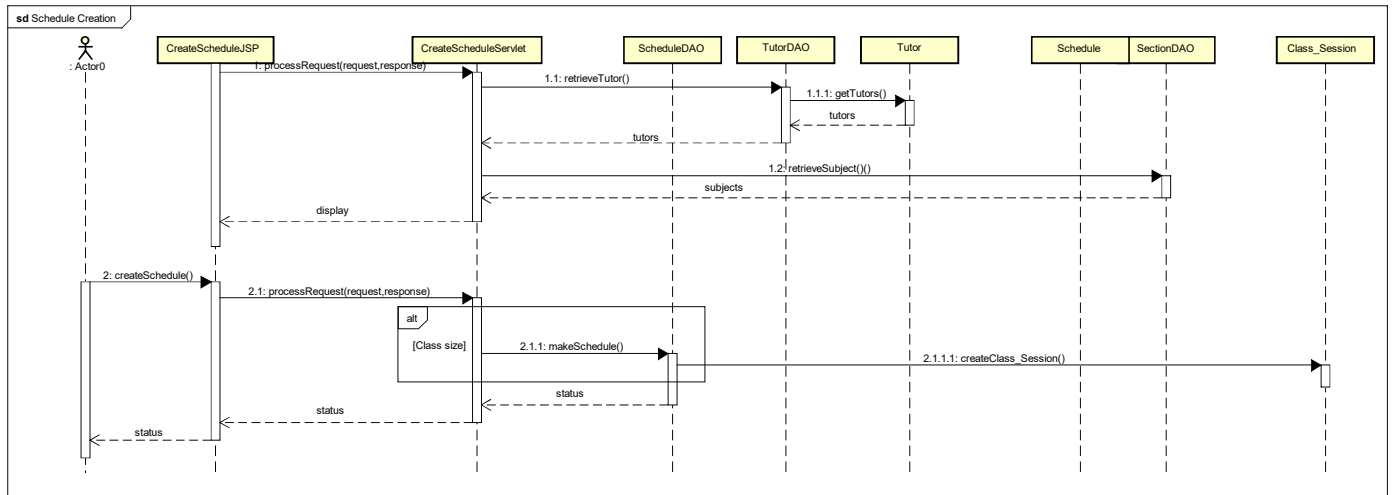 sd Schedule Creation
: Actor0
CreateScheduleJSP
CreateScheduleServlet
ScheduleDAO
TutorDAO
Tutor
Schedule
SectionDAO
Class_Session
1: processRequest(request,response)
1.1: retrieveTutor()
1.1.1: getTutors()
tutors
tutors
1.2: retrieveSubject()()
subjects
display
2: createSchedule()
2.1: processRequest(request,response)
alt
[Class size]
2.1.1: makeSchedule()
2.1.1.1: createClass_Session()
status
status
status